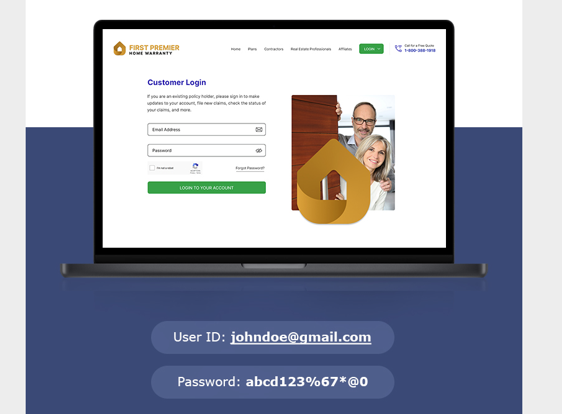 FIRST PREMIER
HOME WARRANTY
Home Plans Contractors Real Estate Professionals Affiliates LOGIN
Call for a Free Quote
1-800-288-1918
Customer Login
If you are an existing policy holder, please sign in to make
updates to your account, file new claims, check the status of
your claims, and more.
Email Address
Password
I'm not a robot
Forgot Password?
LOGIN TO YOUR ACCOUNT
User ID: johndoe@gmail.com
Password: abcd123%67*@0